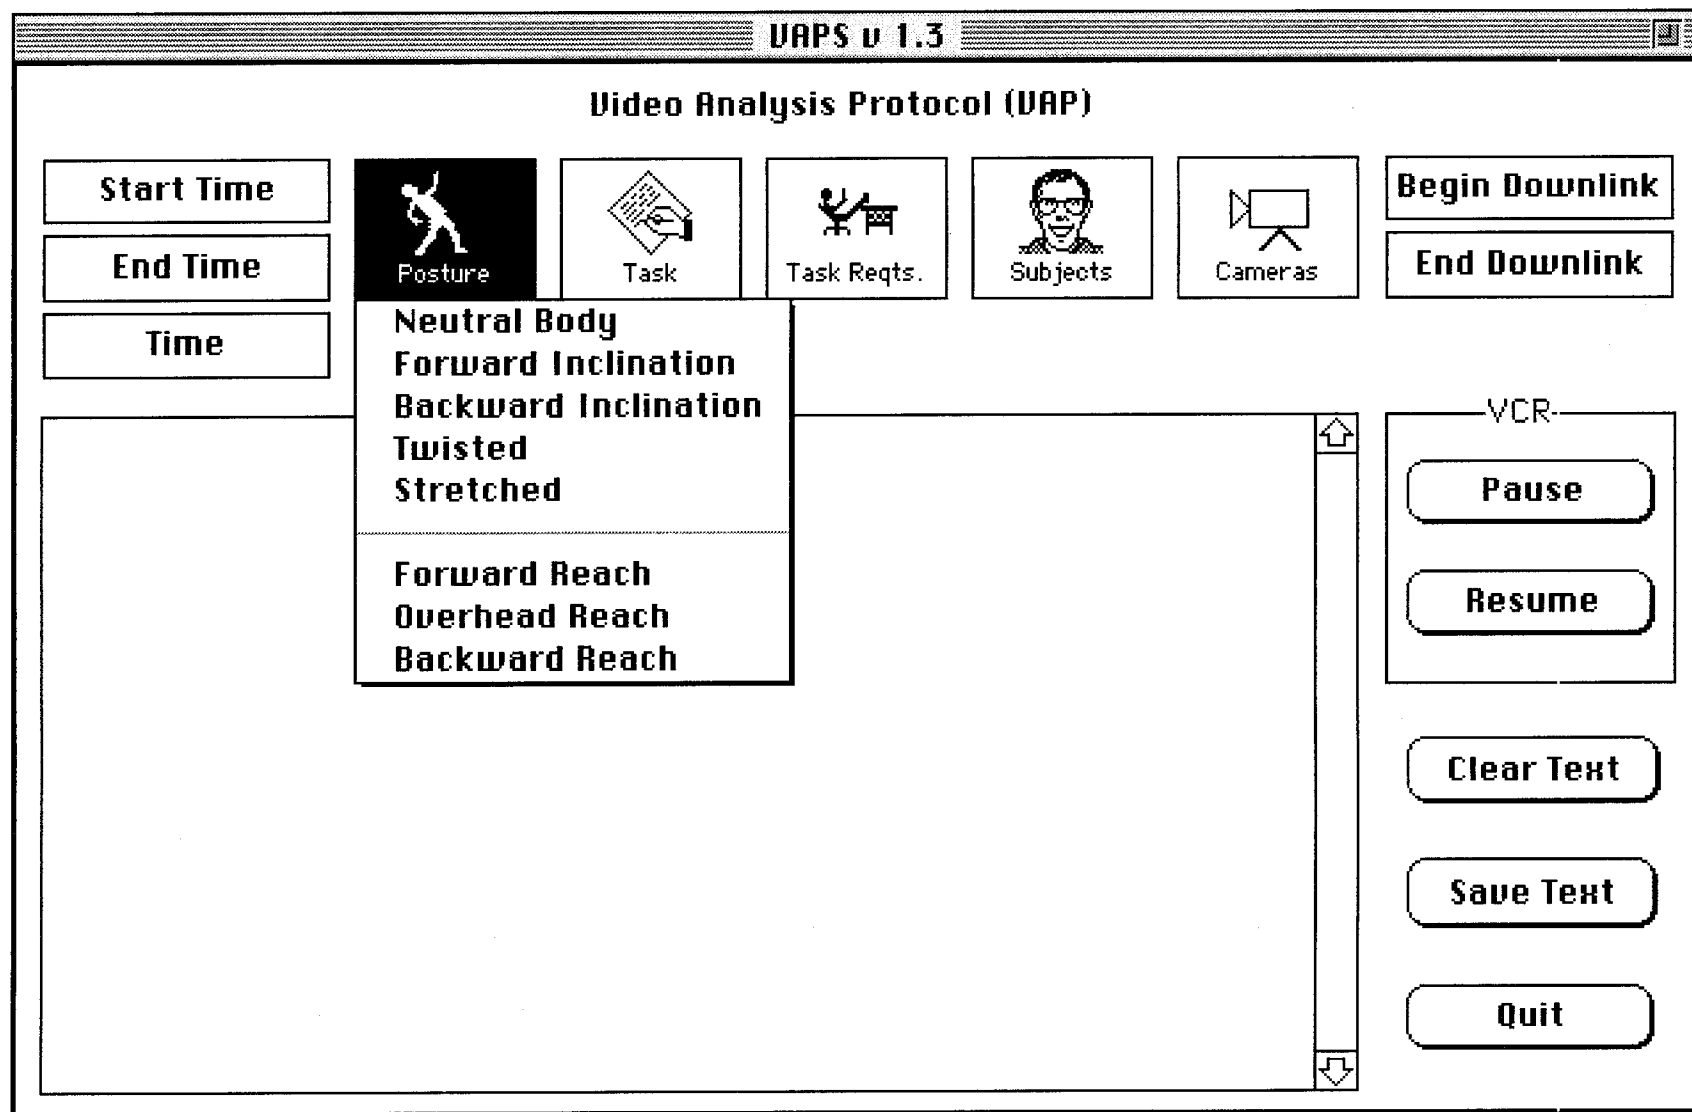 VAPS v 1.3
Video Analysis Protocol (VAP)
Start Time
End Time
Time
Posture
Task
Task Reqts.
Subjects
Cameras
Begin Downlink
End Downlink
Neutral Body
Forward Inclination
Backward Inclination
Twisted
Stretched
Forward Reach
Overhead Reach
Backward Reach
VCR
Pause
Resume
Clear Text
Save Text
Quit